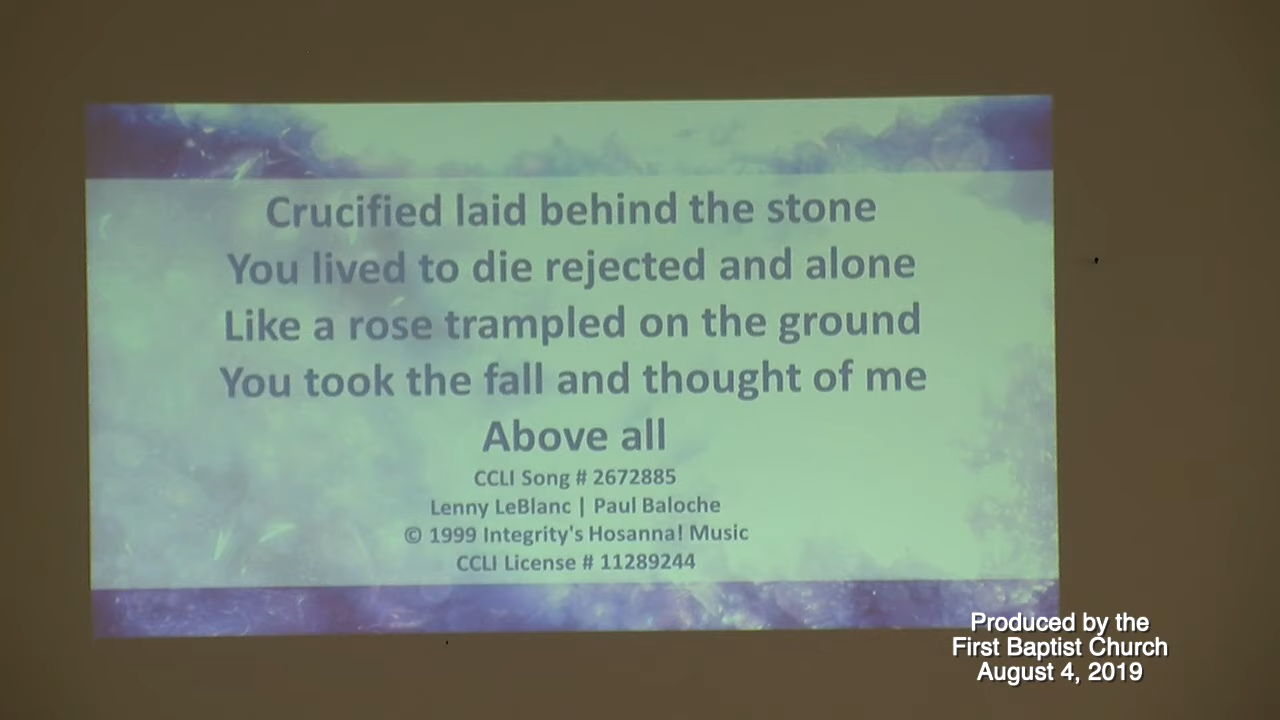 Crucified laid behind the stone
You lived to die rejected and alone
Like a rose trampled on the ground
You took the fall and thought of me
Above all
CCLI Song # 2672885
Lenny LeBlanc | Paul Baloche
© 1999 Integrity's Hosanna! Music
CCLI License # 11289244
Produced by the
First Baptist Church
August 4, 2019